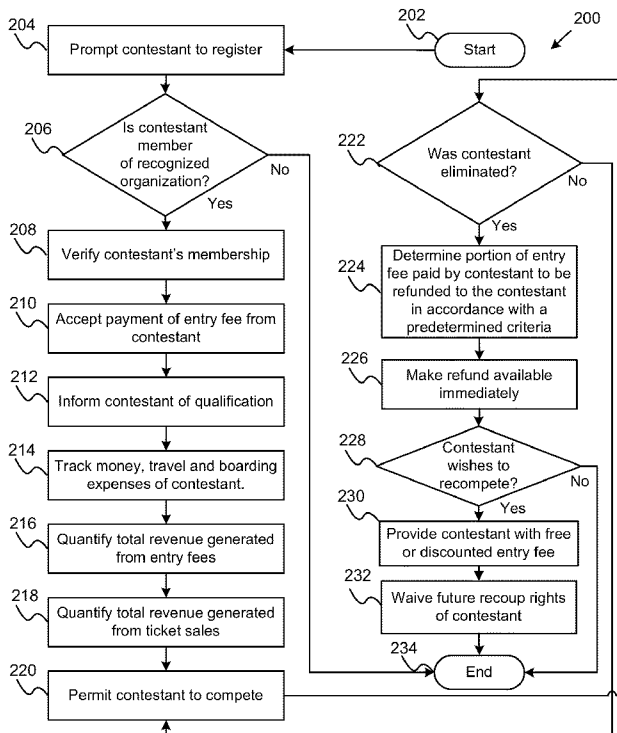 202
Start
200
204
Prompt contestant to register
206
Is contestant
member
of recognized
organization?
No
Yes
208
Verify contestant's membership
210
Accept payment of entry fee from
contestant
212
Inform contestant of qualification
214
Track money, travel and boarding
expenses of contestant.
216
Quantify total revenue generated
from entry fees
218
Quantify total revenue generated
from ticket sales
220
Permit contestant to compete
222
Was contestant
eliminated?
No
Yes
224
Determine portion of entry
fee paid by contestant to be
refunded to the contestant
in accordance with a
predetermined criteria
226
Make refund available
immediately
228
Contestant
wishes to
recompete?
No
Yes
230
Provide contestant with free
or discounted entry fee
232
Waive future recoup rights
of contestant
234
End